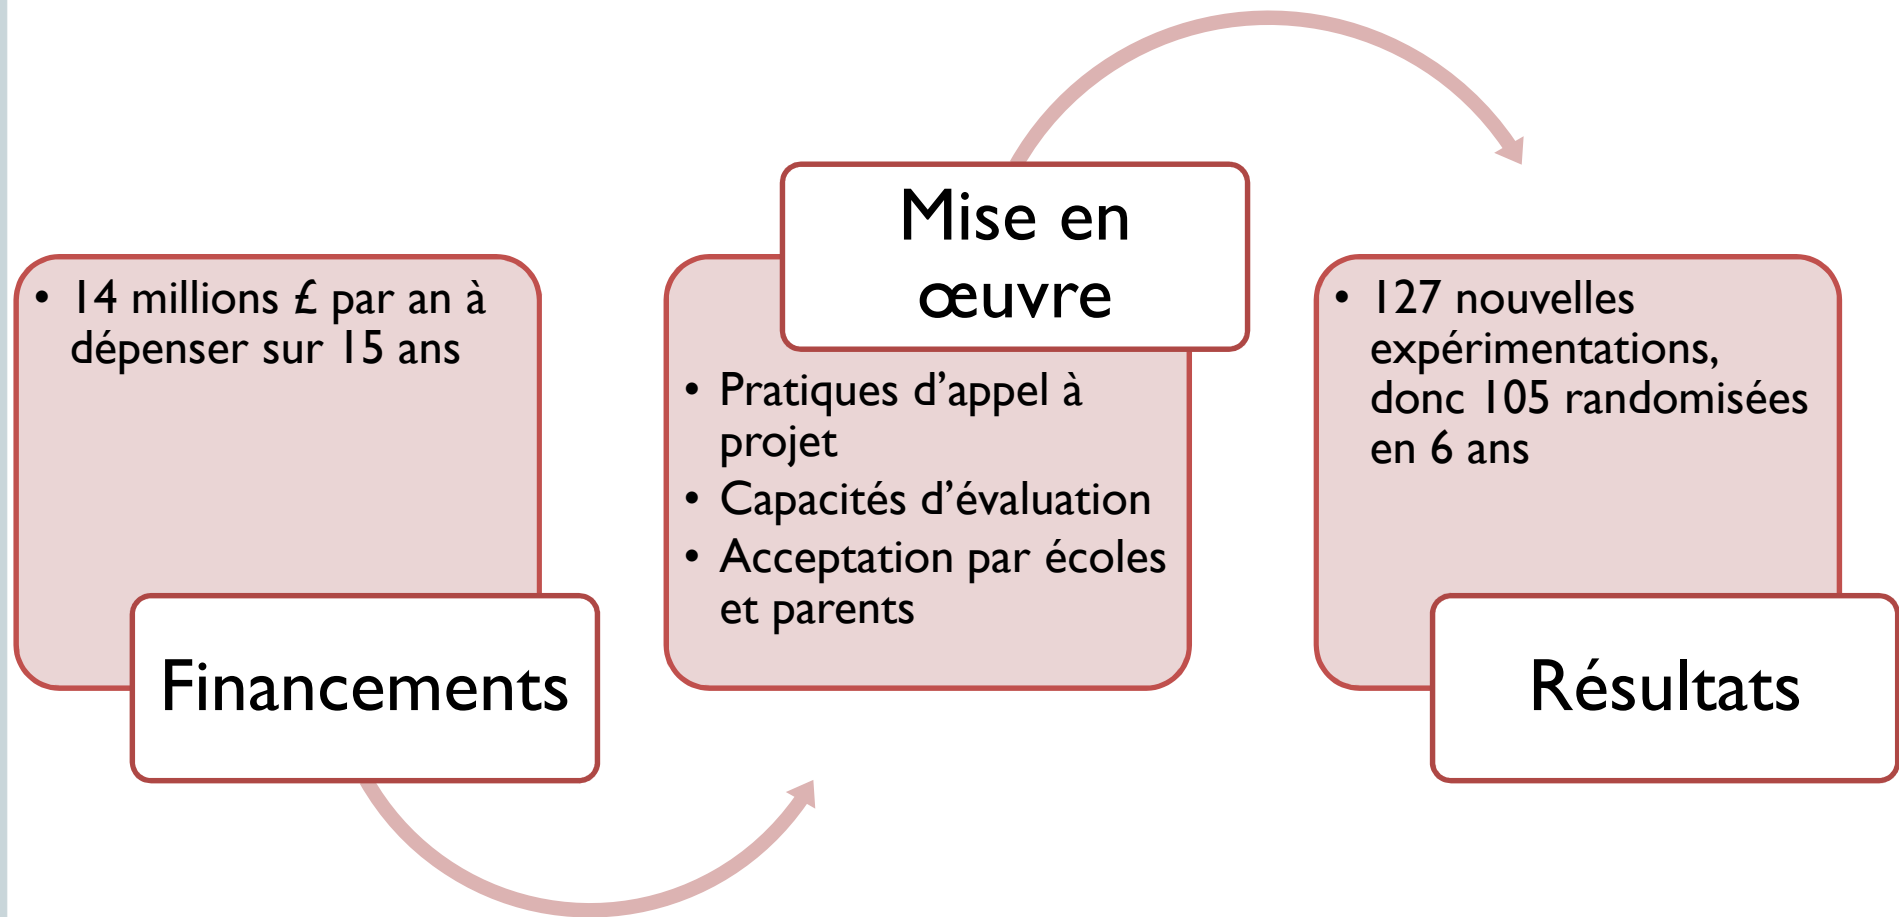 • 14 millions £ par an à
dépenser sur 15 ans
Financements
Mise en
œuvre
• Pratiques d’appel à
projet
• Capacités d’évaluation
• Acceptation par écoles
et parents
• 127 nouvelles
expérimentations,
donc 105 randomisées
en 6 ans
Résultats